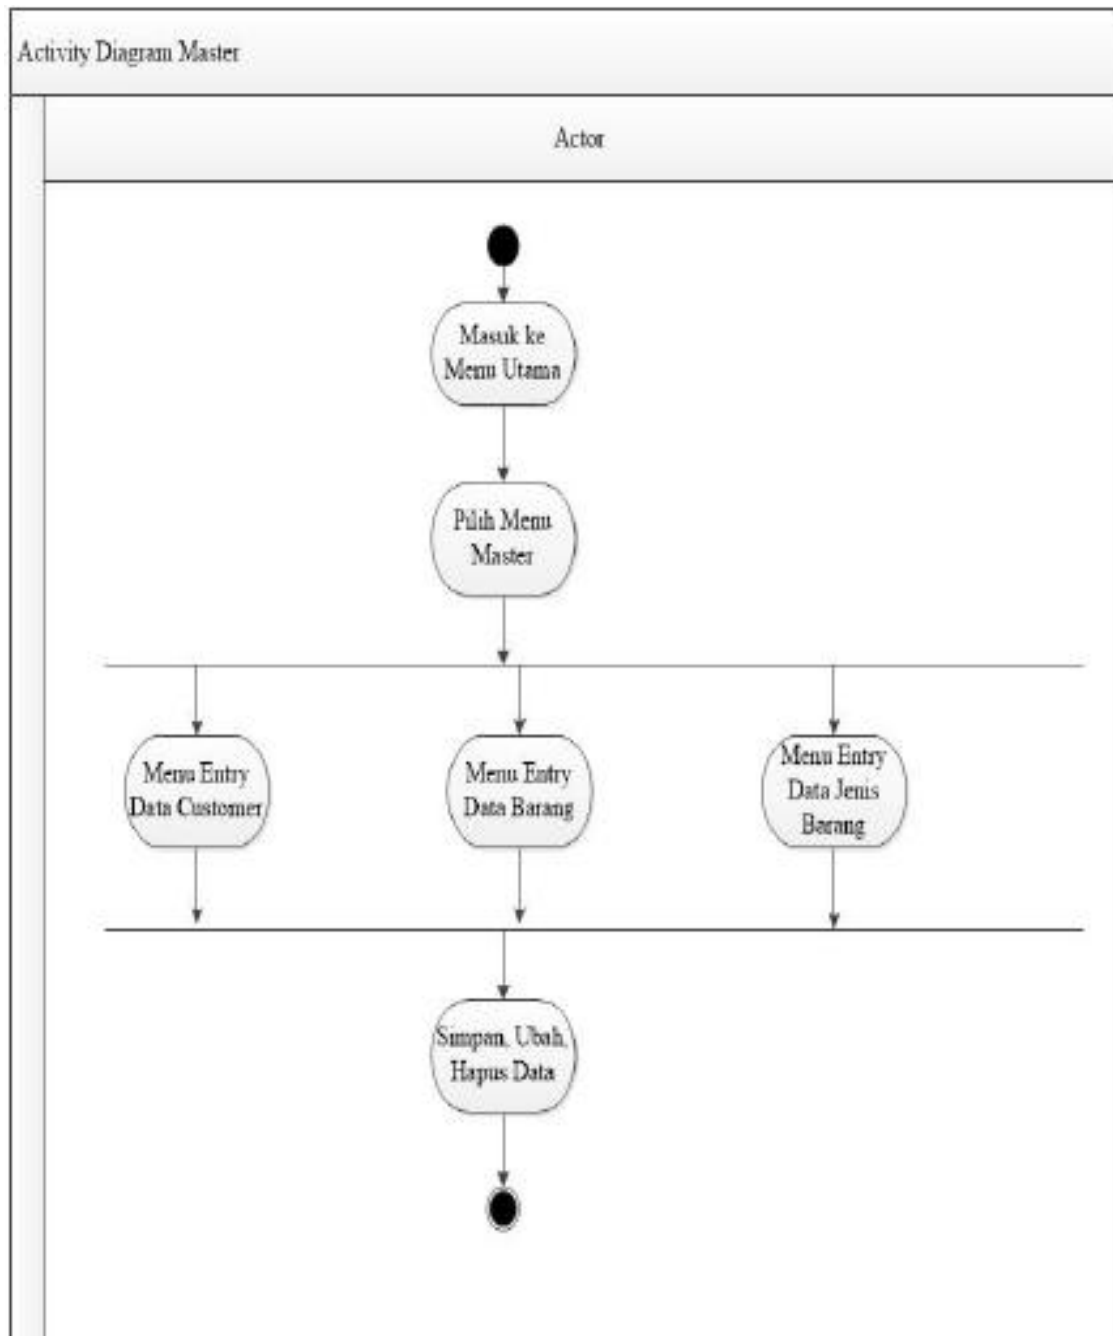 Activity Diagram Master
Actor
Masuk ke
Menu Utama
Pilih Menu
Master
Menu Entry
Data Customer
Menu Entry
Data Barang
Menu Entry
Data Jenis
Barang
Simpan, Ubah,
Hapus Data